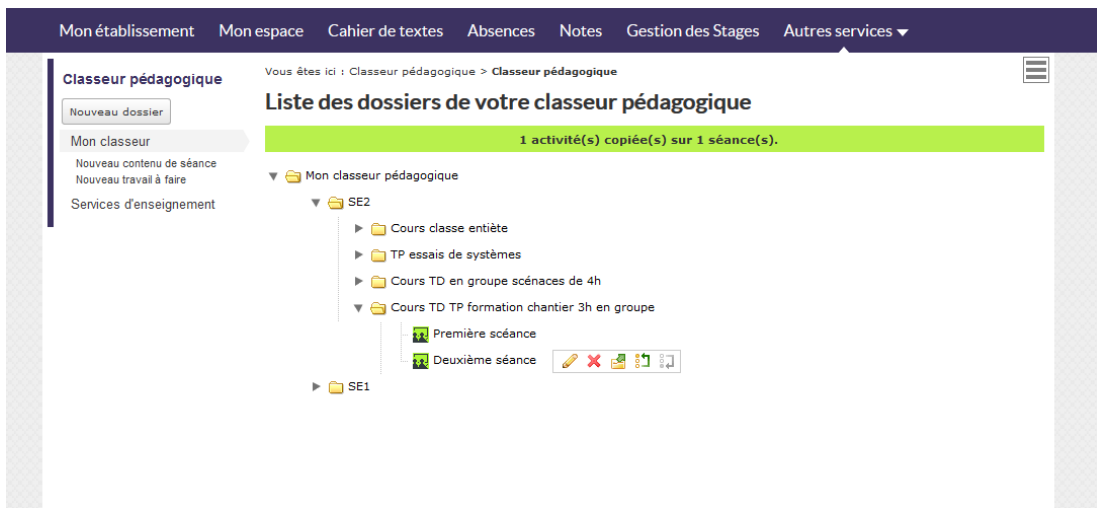 Mon établissement Mon espace Cahier de textes Absences Notes Gestion des Stages Autres services
Classeur pédagogique
Nouveau dossier
Mon classeur
Nouveau contenu de séance
Nouveau travail à faire
Services d'enseignement
Vous êtes ici : Classeur pédagogique > Classeur pédagogique
Liste des dossiers de votre classeur pédagogique
1 activité(s) copiée(s) sur 1 séance(s).
Mon classeur pédagogique
SE2
Cours classe entiète
TP essais de systèmes
Cours TD en groupe scénaces de 4h
Cours TD TP formation chantier 3h en groupe
Première scéance
Deuxième séance
SE1